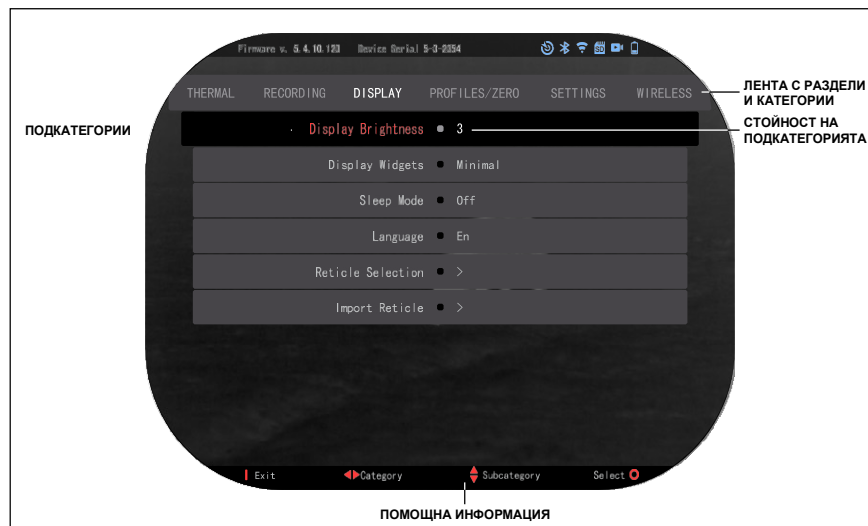 Firmware v. 5.4.10.123 Device Serial 5-3-2354
THERMAL RECORDING DISPLAY PROFILES/ZERO SETTINGS WIRELESS
ЛЕНТА С РАЗДЕЛИ
И КАТЕГОРИИ
ПОДКАТЕГОРИИ
Display Brightness 3
СТОЙНОСТ НА
ПОДКАТЕГОРИЯТА
Display Widgets Minimal
Sleep Mode Off
Language En
Reticle Selection >
Import Reticle >
Exit Category Subcategory Select
ПОМОЩНА ИНФОРМАЦИЯ